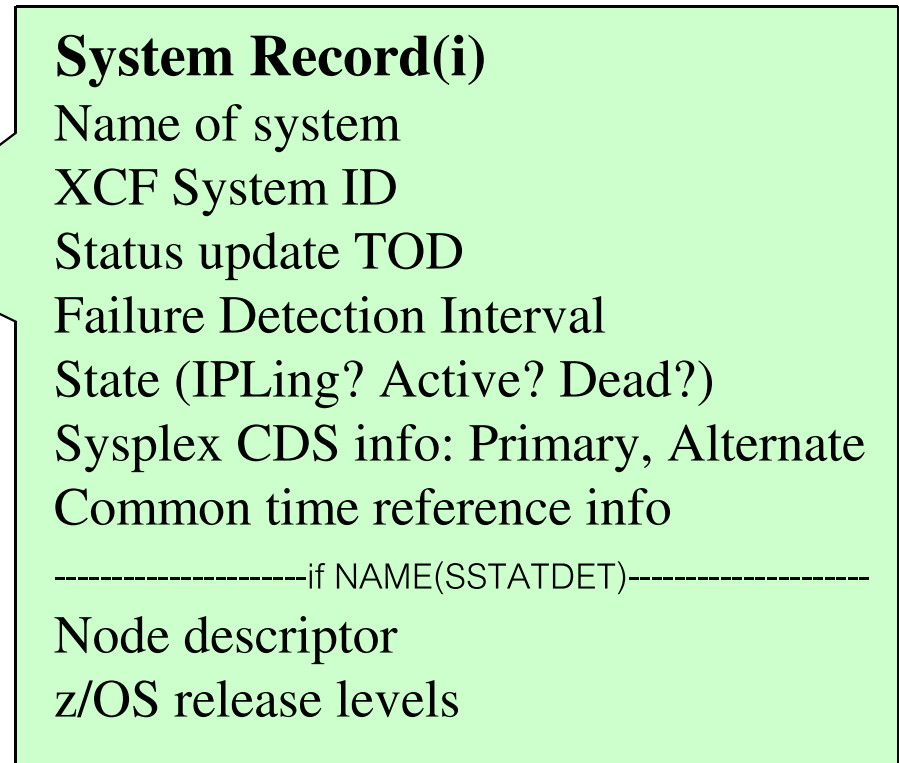 System Record(i)
Name of system
XCF System ID
Status update TOD
Failure Detection Interval
State (IPLing? Active? Dead?)
Sysplex CDS info: Primary, Alternate
Common time reference info
----------------------if NAME(SSTATDET)---------------------
Node descriptor
z/OS release levels